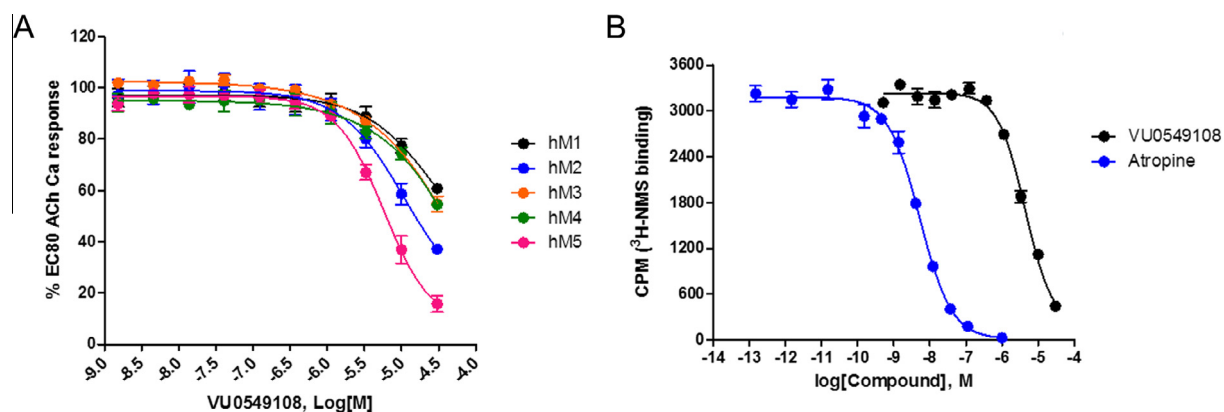 A
% EC80 ACh Ca response
120
100
80
60
40
20
0
-9.0 -8.5 -8.0 -7.5 -7.0 -6.5 -6.0 -5.5 -5.0 -4.5 -4.0
VU0549108, Log[M]
hM1
hM2
hM3
hM4
hM5
B
CPM (³H-NMS binding)
3600
3000
2400
1800
1200
600
0
-14 -13 -12 -11 -10 -9 -8 -7 -6 -5 -4
log[Compound], M
VU0549108
Atropine